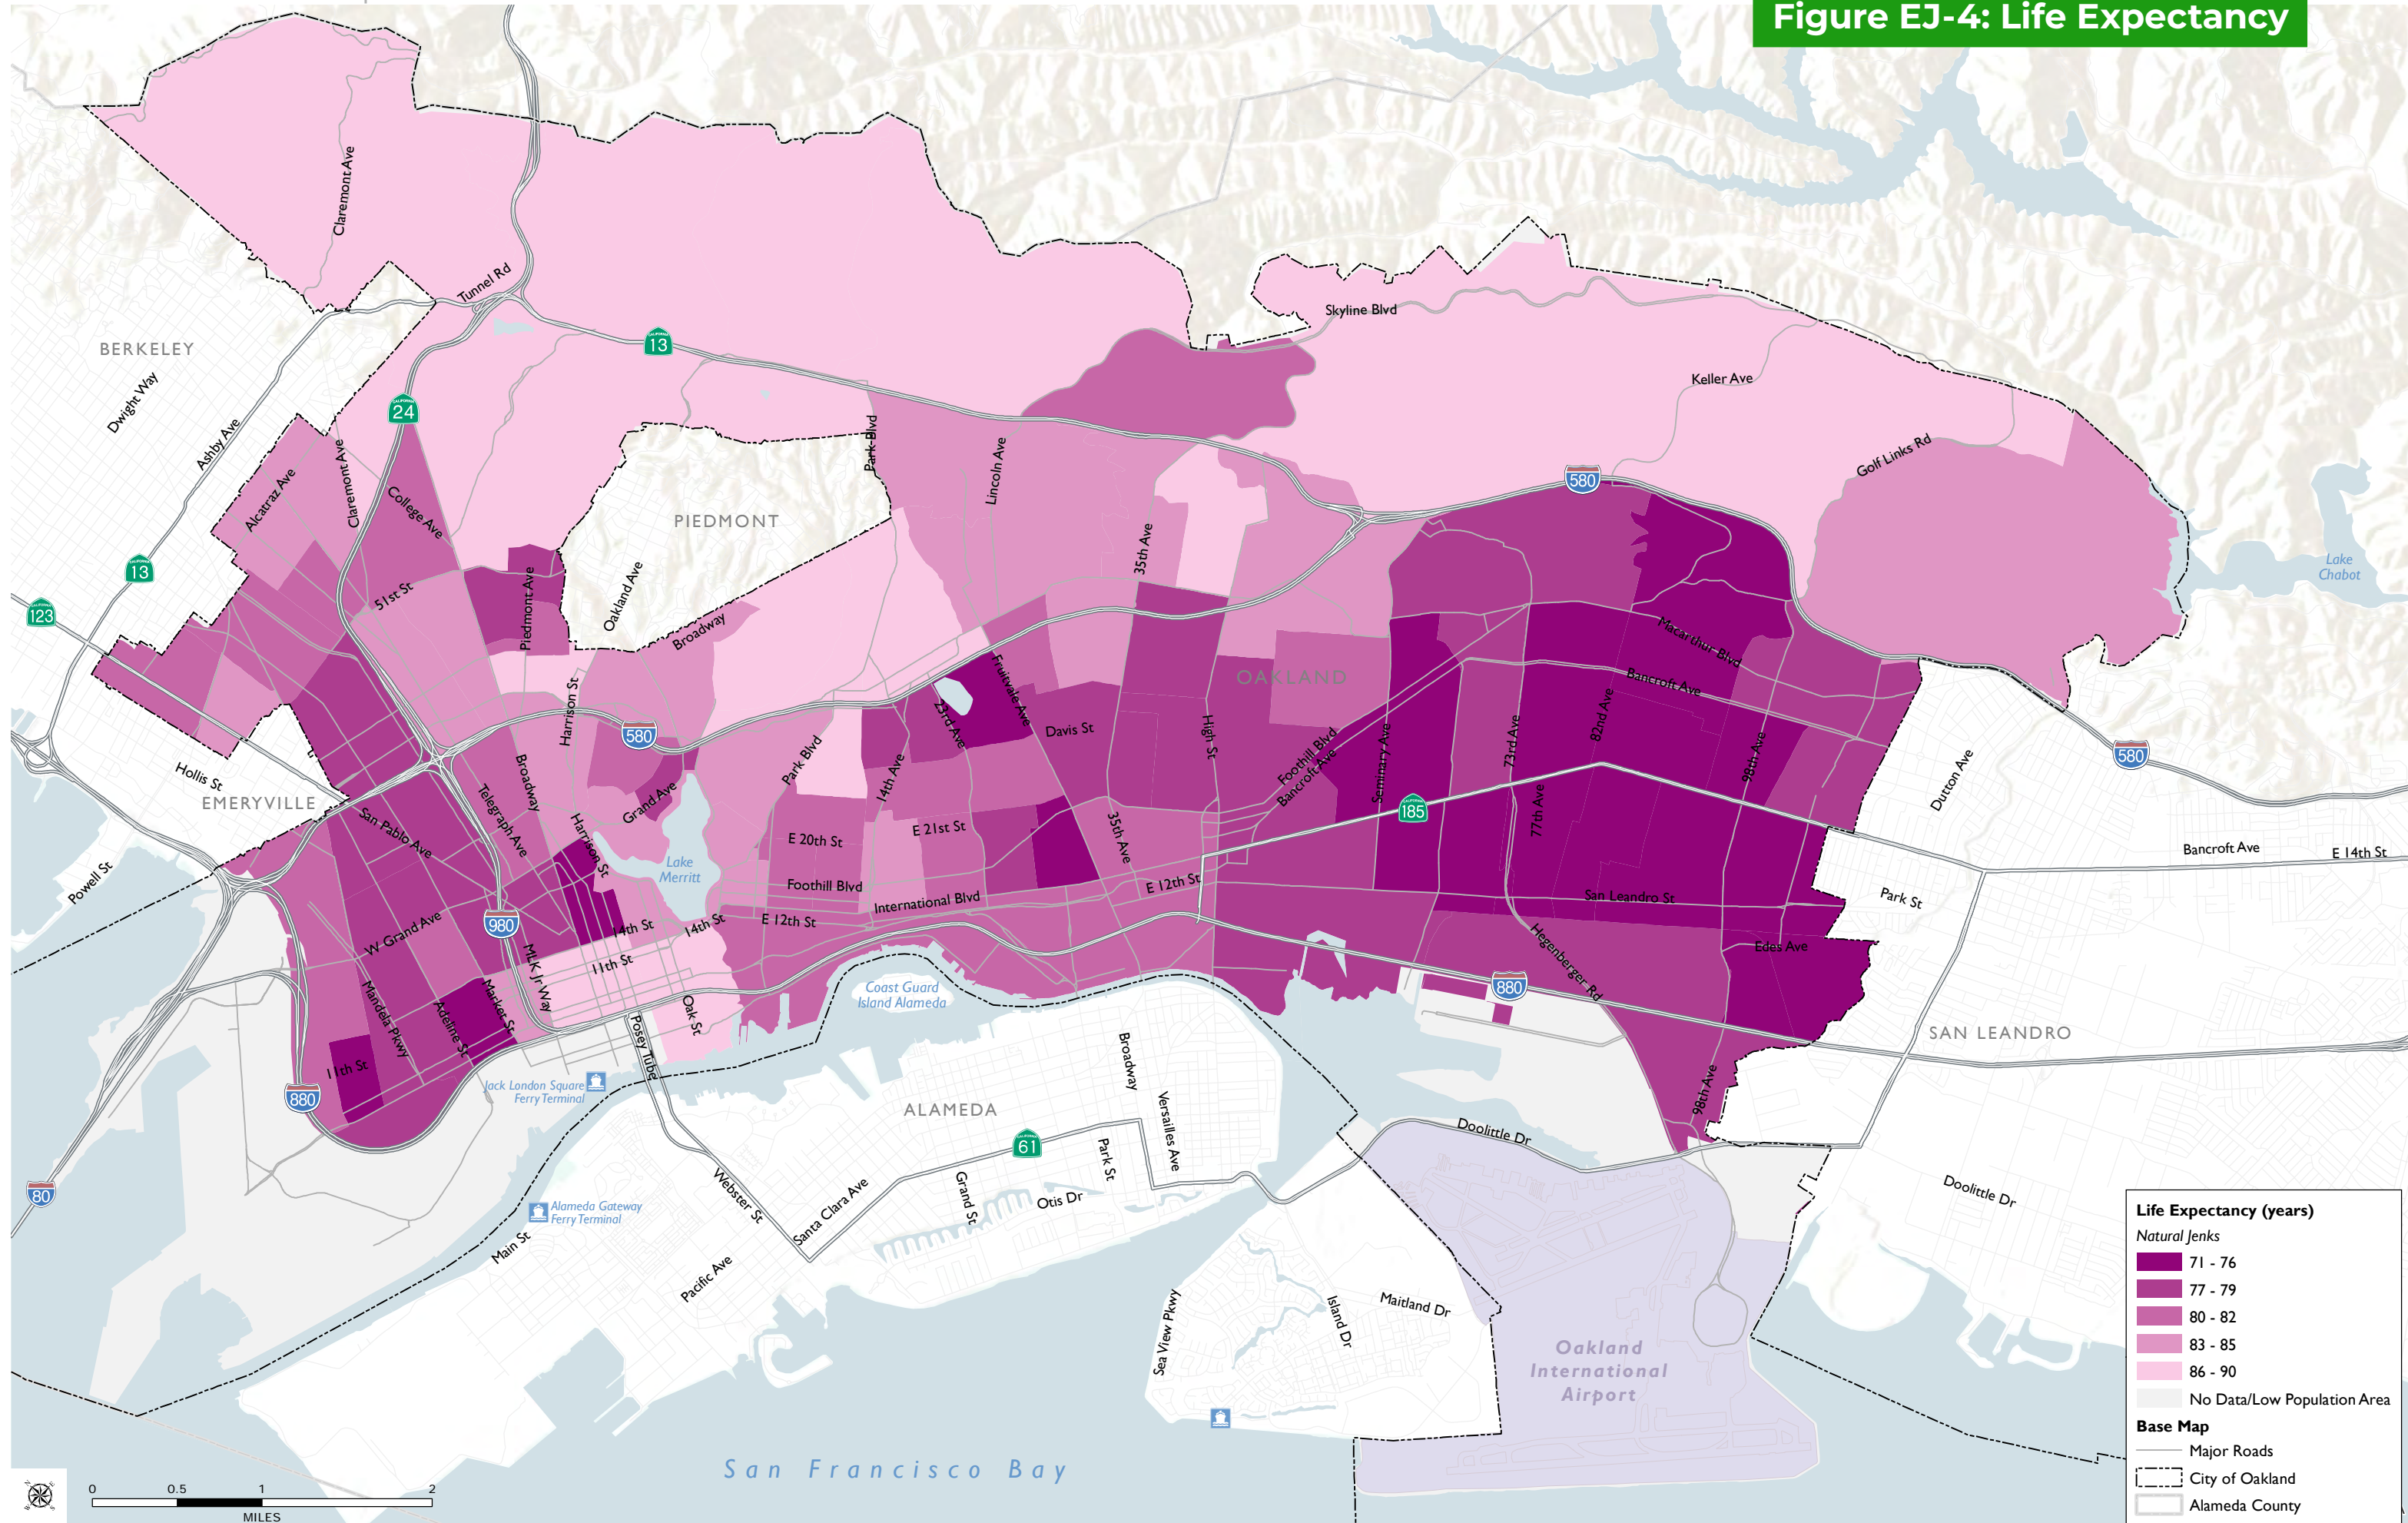 Figure EJ-4: Life Expectancy
Claremont Ave
Tunnel Rd
BERKELEY
Dwight Way
Ashby Ave
CALIFORNIA
13
CALIFORNIA
24
Skyline Blvd
Keller Ave
Golf Links Rd
Park Blvd
Lincoln Ave
35th Ave
580
Lake
Chabot
Alcatraz Ave
Claremont Ave
College Ave
PIEDMONT
CALIFORNIA
13
CALIFORNIA
123
51st St
Piedmont Ave
Oakland Ave
Broadway
Macarthur Blvd
Bancroft Ave
OAKLAND
Harrison St
580
Fruitvale Ave
23rd Ave
Davis St
High St
Foothill Blvd
Bancroft Ave
Seminary Ave
73rd Ave
82nd Ave
98th Ave
580
Dutton Ave
Hollis St
EMERYVILLE
San Pablo Ave
Telegraph Ave
Broadway
Harrison St
Grand Ave
Park Blvd
14th Ave
CALIFORNIA
185
77th Ave
E 20th St
E 21st St
35th Ave
Bancroft Ave
E 14th St
Powell St
Lake
Merritt
Foothill Blvd
International Blvd
E 12th St
E 12th St
San Leandro St
Park St
W Grand Ave
980
14th St
14th St
11th St
MLK Jr Way
Hegenberger Rd
Edes Ave
Mandela Pkwy
Adeline St
Market St
Oak St
Posey Tube
Coast Guard
Island Alameda
880
SAN LEANDRO
11th St
880
Jack London Square
Ferry Terminal
ALAMEDA
Broadway
Versailles Ave
98th Ave
Doolittle Dr
CALIFORNIA
61
Park St
Grand St
Otis Dr
Webster St
Santa Clara Ave
Doolittle Dr
80
Alameda Gateway
Ferry Terminal
Main St
Pacific Ave
Sea View Pkwy
Island Dr
Maitland Dr
Oakland
International
Airport
San Francisco Bay
0 0.5 1 2
MILES
N
E
S
W
Life Expectancy (years)
Natural Jenks
71 - 76
77 - 79
80 - 82
83 - 85
86 - 90
No Data/Low Population Area
Base Map
Major Roads
City of Oakland
Alameda County